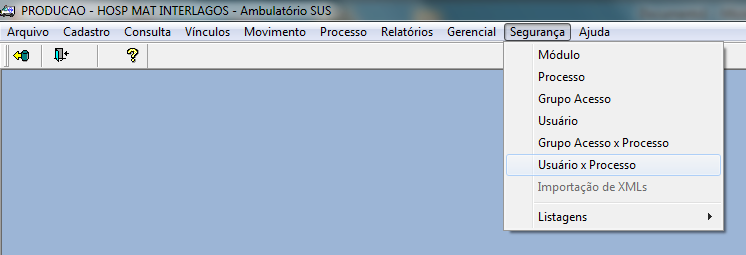 PRODUCAO - HOSP MAT INTERLAGOS - Ambulatório SUS
Arquivo Cadastro Consulta Vínculos Movimento Processo Relatórios Gerencial Segurança Ajuda
Módulo
Processo
Grupo Acesso
Usuário
Grupo Acesso x Processo
Usuário x Processo
Importação de XMLs
Listagens